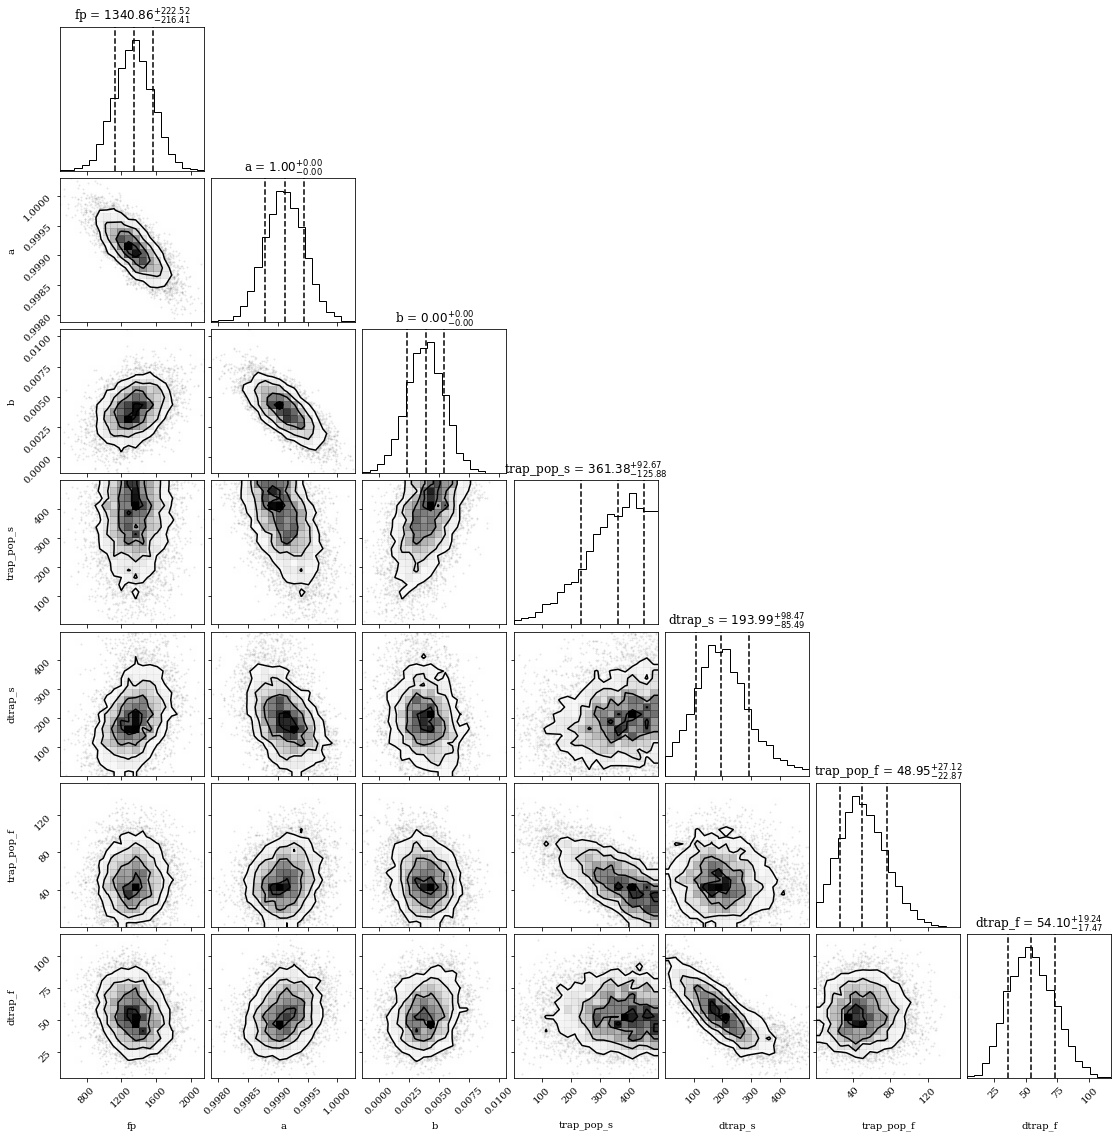 fp = 1340.86+222.52 −216.41
a = 1.00+0.00 −0.00
1.0000
0.9995
0.9990
0.9985
0.9980
a
b = 0.00+0.00 −0.00
0.0100
0.0075
0.0050
0.0025
0.0000
b
trap_pop_s = 361.38+92.67 −125.88
400
300
200
100
trap_pop_s
dtrap_s = 193.99+98.47 −85.49
400
300
200
100
dtrap_s
trap_pop_f = 48.95+27.12 −22.87
120
80
40
trap_pop_f
dtrap_f = 54.10+19.24 −17.47
100
75
50
25
dtrap_f
800 1200 1600 2000 0.9980 0.9985 0.9990 0.9995 1.0000 0.0000 0.0025 0.0050 0.0075 0.0100 100 200 300 400 100 200 300 400 40 80 120 25 50 75 100
fp a b trap_pop_s dtrap_s trap_pop_f dtrap_f